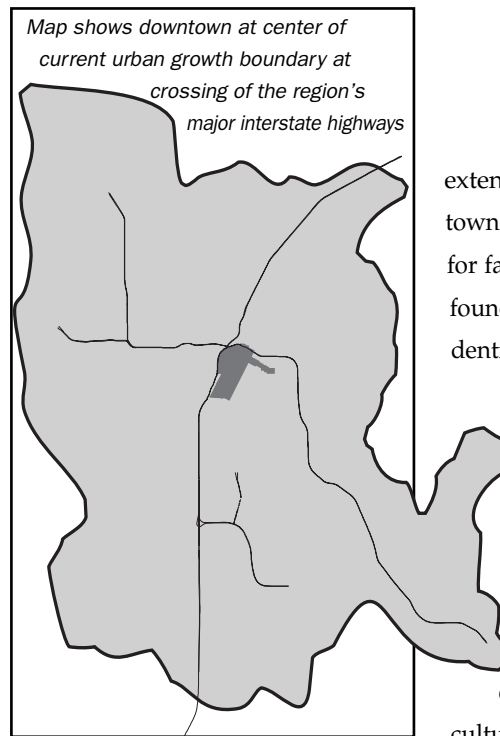 Map shows downtown at center of
current urban growth boundary at
crossing of the region's
major interstate highways
exten
town
for fa
foun
dent
cultu